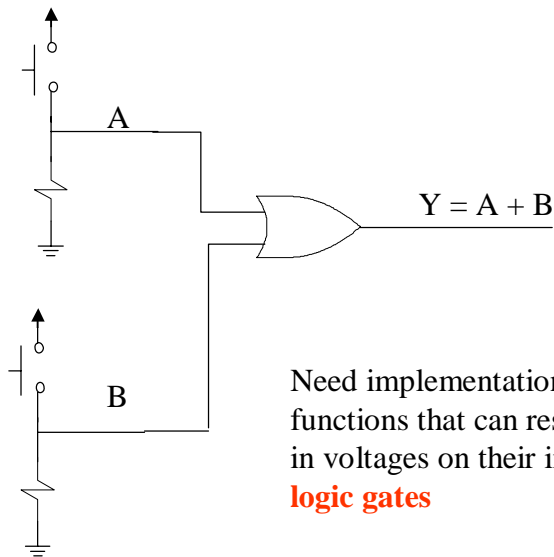 A
Y = A + B
B
Need implementation
functions that can res
in voltages on their i
logic gates